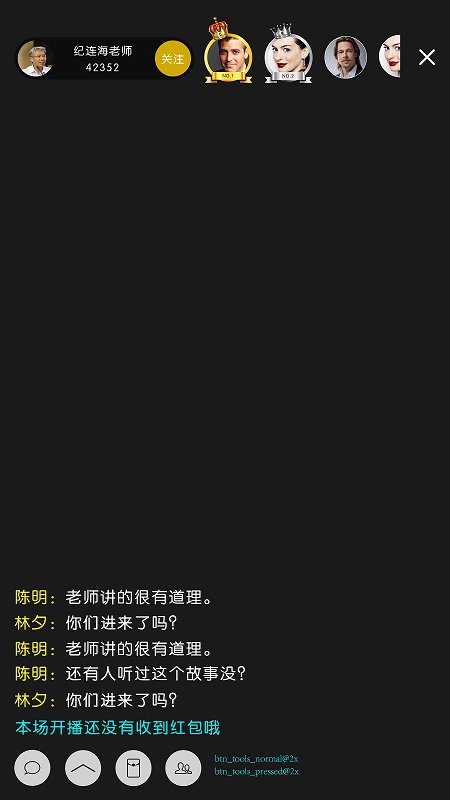 纪连海老师
42352
关注
NO.1
NO.2
陈明：老师讲的很有道理。
林夕：你们进来了吗？
陈明：老师讲的很有道理。
陈明：还有人听过这个故事没？
林夕：你们进来了吗？
本场开播还没有收到红包哦
btn_tools_normal@2x
btn_tools_pressed@2x